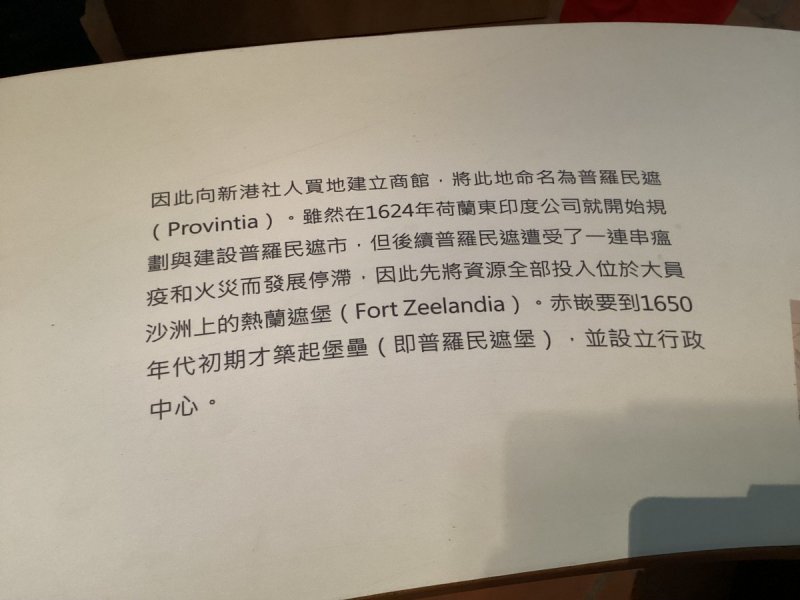 因此向新港社人買地建立商館，將此地命名為普羅民遮
（Provintia）。雖然在1624年荷蘭東印度公司就開始規
劃與建設普羅民遮市，但後續普羅民遮遭受了一連串瘟
疫和火災而發展停滯，因此先將資源全部投入位於大員
沙洲上的熱蘭遮堡（Fort Zeelandia）。赤嵌要到1650
年代初期才築起堡壘（即普羅民遮堡），並設立行政
中心。